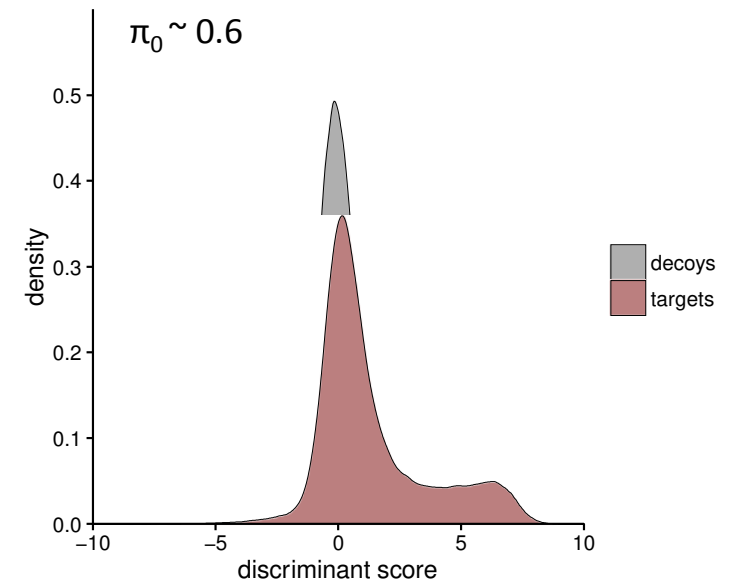 π₀ ~ 0.6
0.5
0.4
0.3
0.2
0.1
0.0
density
−10
−5
0
5
10
discriminant score
decoys
targets